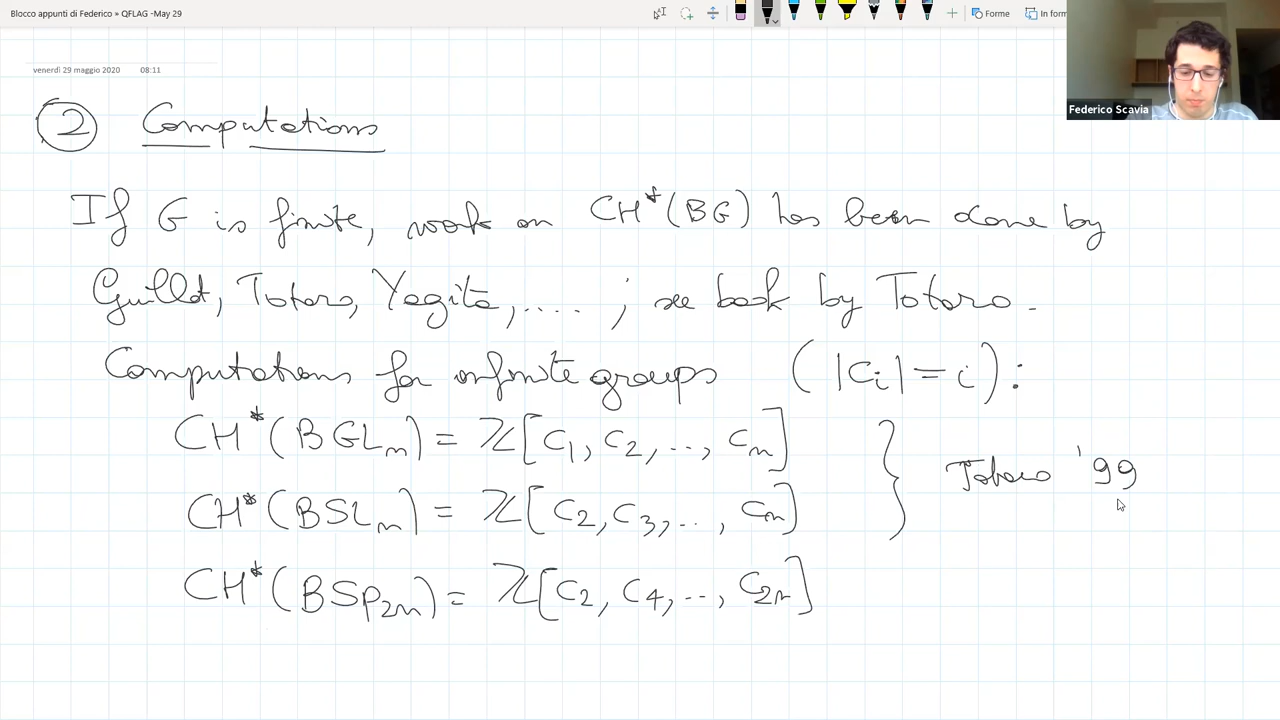 Blocco appunti di Federico » QFLAG -May 29
Forme
In form
Federico Scavia
venerdì 29 maggio 2020 08:11
② Computations
If G is finite, work on CH*(BG) has been done by
Guillot, Totaro, Yagita, .... ; see book by Totaro.
Computations for infinite groups (|Ci| = i) :
CH*(BGLₙ) = ℤ[C₁, C₂, ..., Cₙ]
CH*(BSLₙ) = ℤ[C₂, C₃, ..., Cₙ] } Totaro '99
CH*(BSp₂ₙ) = ℤ[C₂, C₄, ..., C₂ₙ]